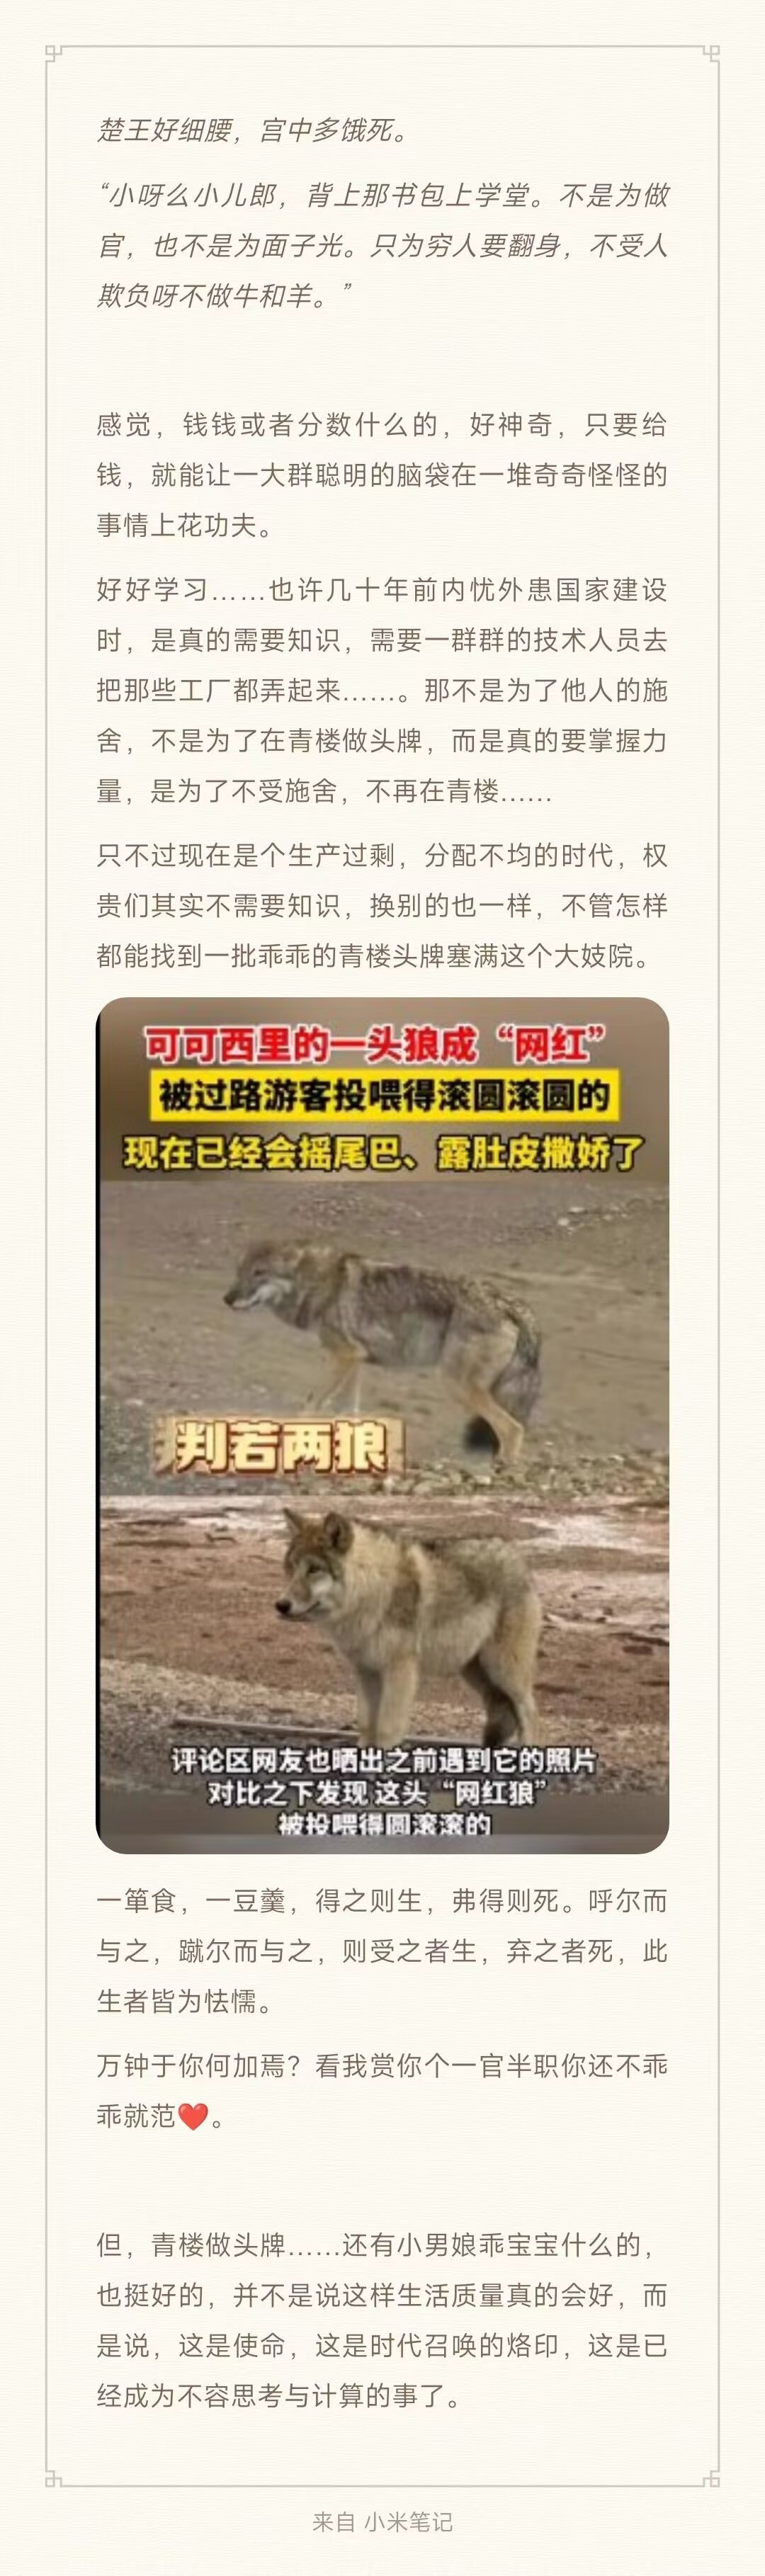 楚王好细腰，宫中多饿死。
“小呀么小儿郎，背上那书包上学堂。不是为做
官，也不是为面子光。只为穷人要翻身，不受人
欺负呀不做牛和羊。”
感觉，钱钱或者分数什么的，好神奇，只要给
钱，就能让一大群聪明的脑袋在一堆奇奇怪怪的
事情上花功夫。
好好学习……也许几十年前内忧外患国家建设
时，是真的需要知识，需要一群群的技术人员去
把那些工厂都弄起来……。那不是为了他人的施
舍，不是为了在青楼做头牌，而是真的要掌握力
量，是为了不受施舍，不再在青楼……
只不过现在是个生产过剩，分配不均的时代，权
贵们其实不需要知识，换别的也一样，不管怎样
都能找到一批乖乖的青楼头牌塞满这个大妓院。
可可西里的一头狼成“网红”
被过路游客投喂得滚圆滚圆的
现在已经会摇尾巴、露肚皮撒娇了
判若两狼
评论区网友也晒出之前遇到它的照片
对比之下发现 这头“网红狼”
被投喂得圆滚滚的
一箪食，一豆羹，得之则生，弗得则死。呼尔而
与之，蹴尔而与之，则受之者生，弃之者死，此
生者皆为怯懦。
万钟于你何加焉？看我赏你个一官半职你还不乖
乖就范❤️。
但，青楼做头牌……还有小男娘乖宝宝什么的，
也挺好的，并不是说这样生活质量真的会好，而
是说，这是使命，这是时代召唤的烙印，这是已
经成为不容思考与计算的事了。
来自 小米笔记